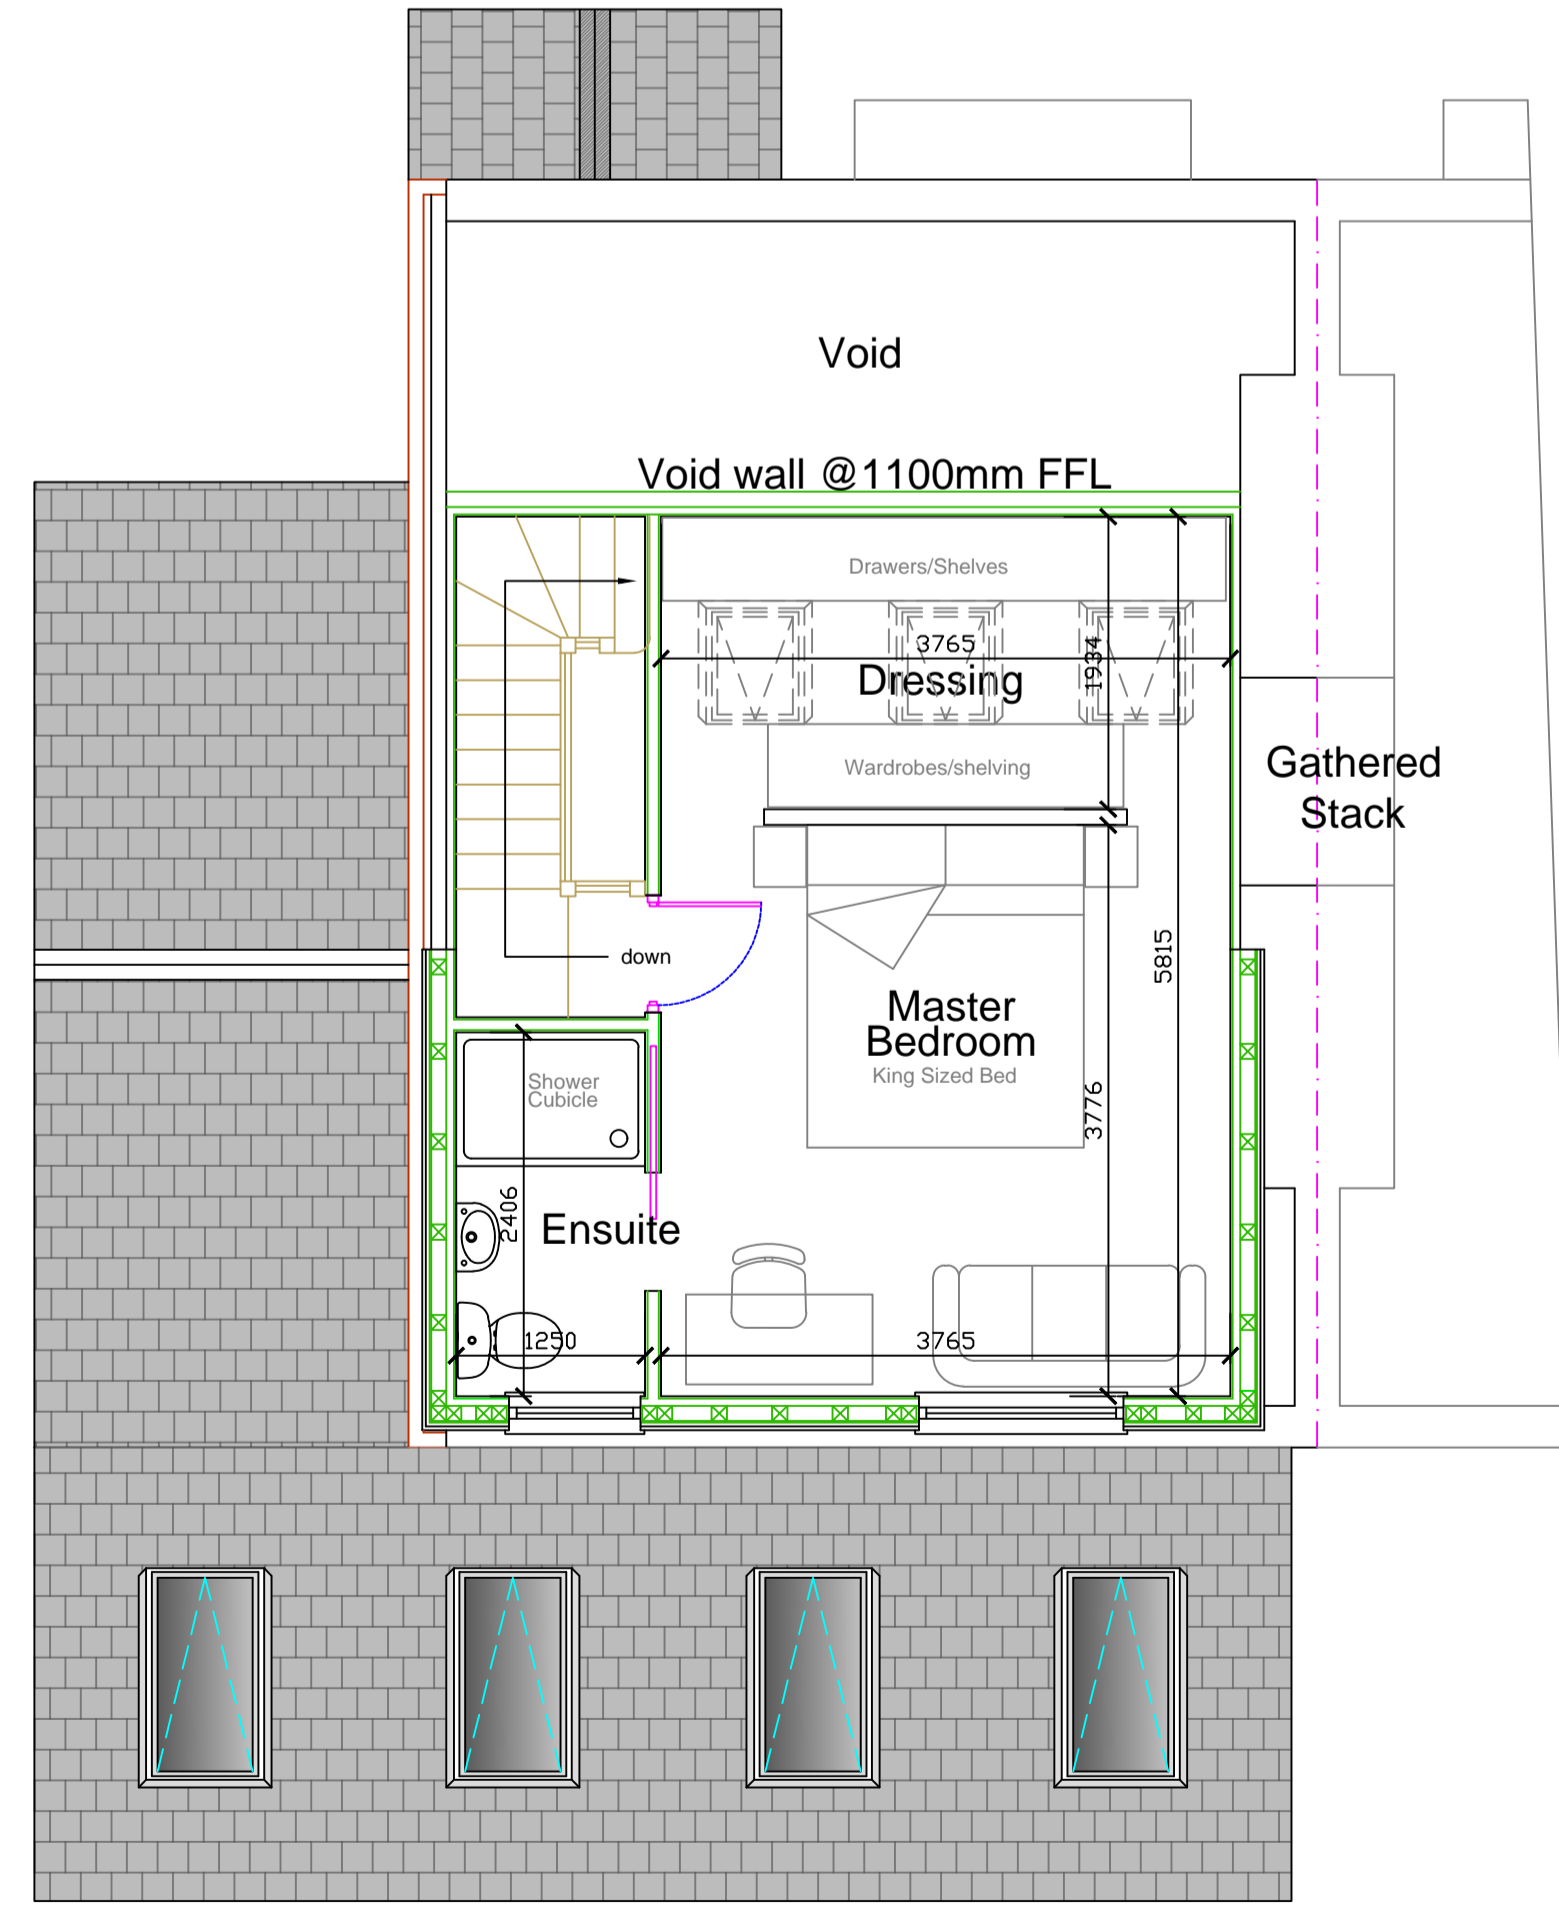 Void
Void wall @1100mm FFL
Drawers/Shelves
3765
1934
Dressing
Wardrobes/shelving
Gathered
Stack
down
5815
Master
Bedroom
King Sized Bed
Shower
Cubicle
3776
2406
Ensuite
1250
3765